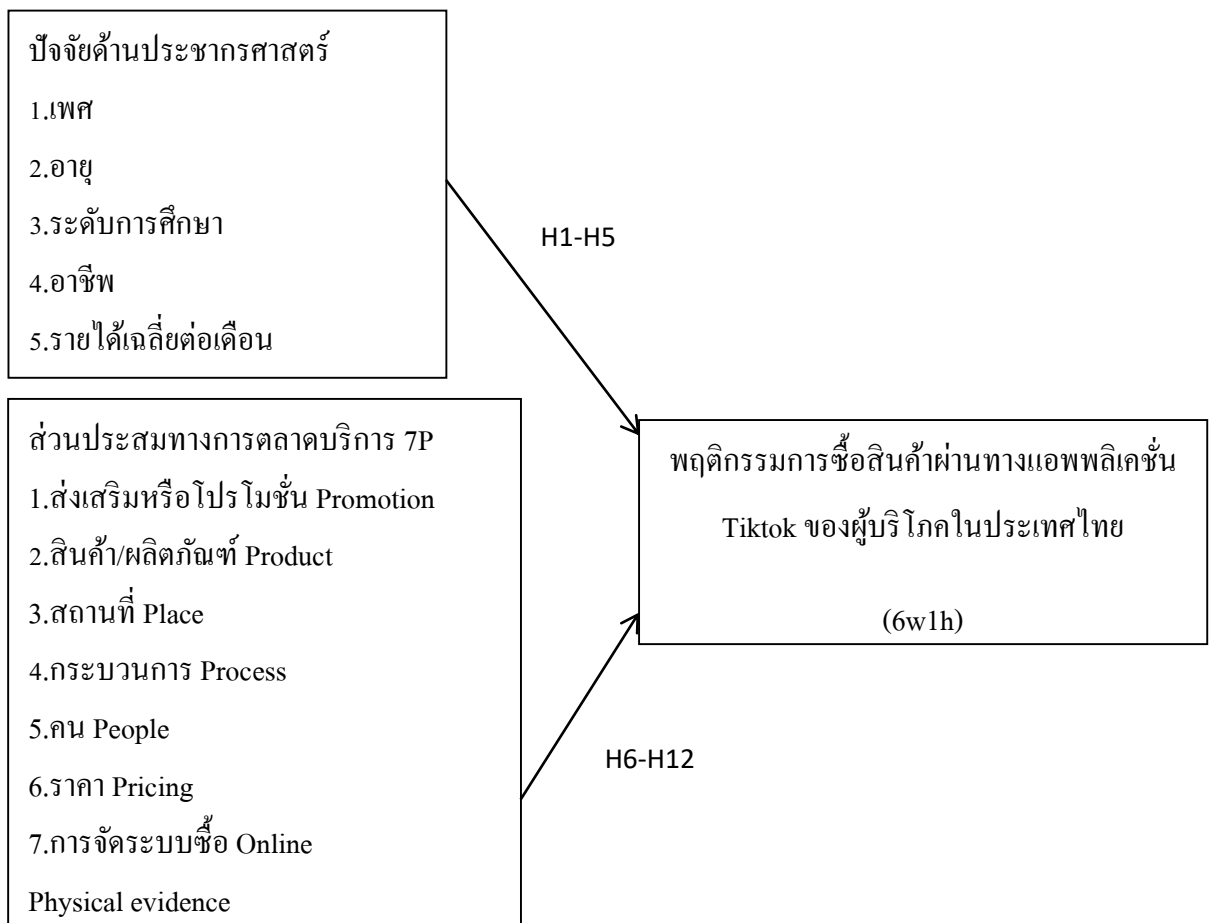 ปัจจัยด้านประชากรศาสตร์
1.เพศ
2.อายุ
3.ระดับการศึกษา
4.อาชีพ
5.รายได้เฉลี่ยต่อเดือน
H1-H5
ส่วนประสมทางการตลาดบริการ 7P
1.ส่งเสริมหรือโปรโมชั่น Promotion
2.สินค้า/ผลิตภัณฑ์ Product
3.สถานที่ Place
4.กระบวนการ Process
5.คน People
6.ราคา Pricing
7.การจัดระบบซื้อ Online
Physical evidence
H6-H12
พฤติกรรมการซื้อสินค้าผ่านทางแอพพลิเคชั่น
Tiktok ของผู้บริโภคในประเทศไทย
(6w1h)